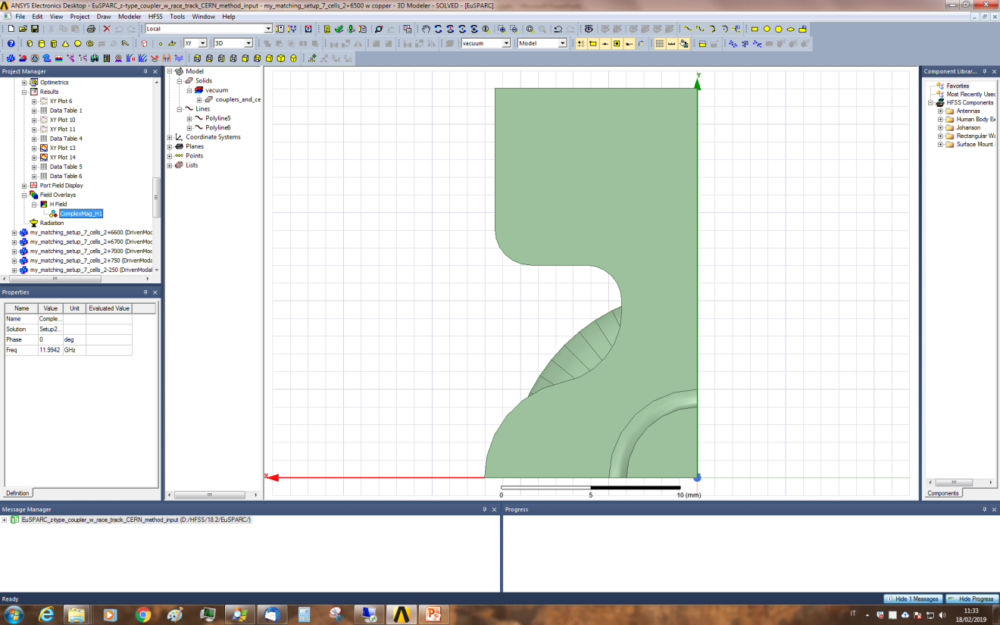 ANSYS Electronics Desktop - EuSPARC_z-type_coupler_w_race_track_CERN_method_input - my_matching_setup_7_cells_2+6500 w copper - 3D Modeler - SOLVED - [EuSPARC]
File Edit View Project Draw Modeler HFSS Tools Window Help
Local
XY 3D vacuum Model
Project Manager
Optimetrics
Results
XY Plot 6
Data Table 1
XY Plot 10
XY Plot 11
Data Table 4
XY Plot 13
XY Plot 14
Data Table 5
Data Table 6
Port Field Display
Field Overlays
H Field
ComplexMag_H1
Radiation
my_matching_setup_7_cells_2+6600 (DrivenMod
my_matching_setup_7_cells_2+6700 (DrivenMod
my_matching_setup_7_cells_2+7000 (DrivenMod
my_matching_setup_7_cells_2+750 (DrivenMod
my_matching_setup_7_cells_2-250 (DrivenModal
Properties
Name Value Unit Evaluated Value
Name Comple...
Solution Setup2...
Phase 0 deg
Freq 11.9942 GHz
Definition
Model
Solids
vacuum
couplers_and_ce
Lines
Polyline5
Polyline6
Coordinate Systems
Planes
Points
Lists
Y
X
0 5 10 (mm)
Component Librar...
Favorites
Most Recently Used
HFSS Components
Antennas
Human Body Ex
Johanson
Rectangular Wa
Surface Mount
Components
Message Manager
EuSPARC_z-type_coupler_w_race_track_CERN_method_input (D:/HFSS/18.2/EuSPARC/)
Progress
Ready
Hide 1 Messages Hide Progress
IT
11:33
18/02/2019